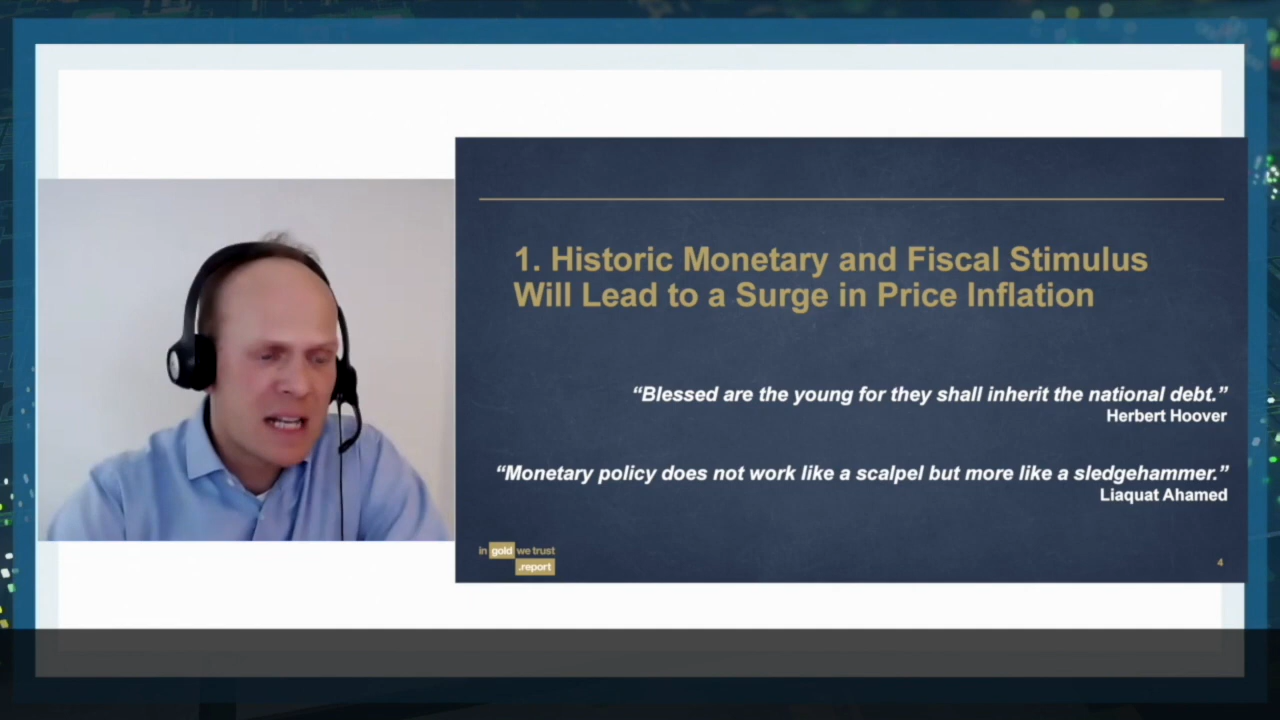 1. Historic Monetary and Fiscal Stimulus
Will Lead to a Surge in Price Inflation
“Blessed are the young for they shall inherit the national debt.”
Herbert Hoover
“Monetary policy does not work like a scalpel but more like a sledgehammer.”
Liaquat Ahamed
in gold we trust
.report
4